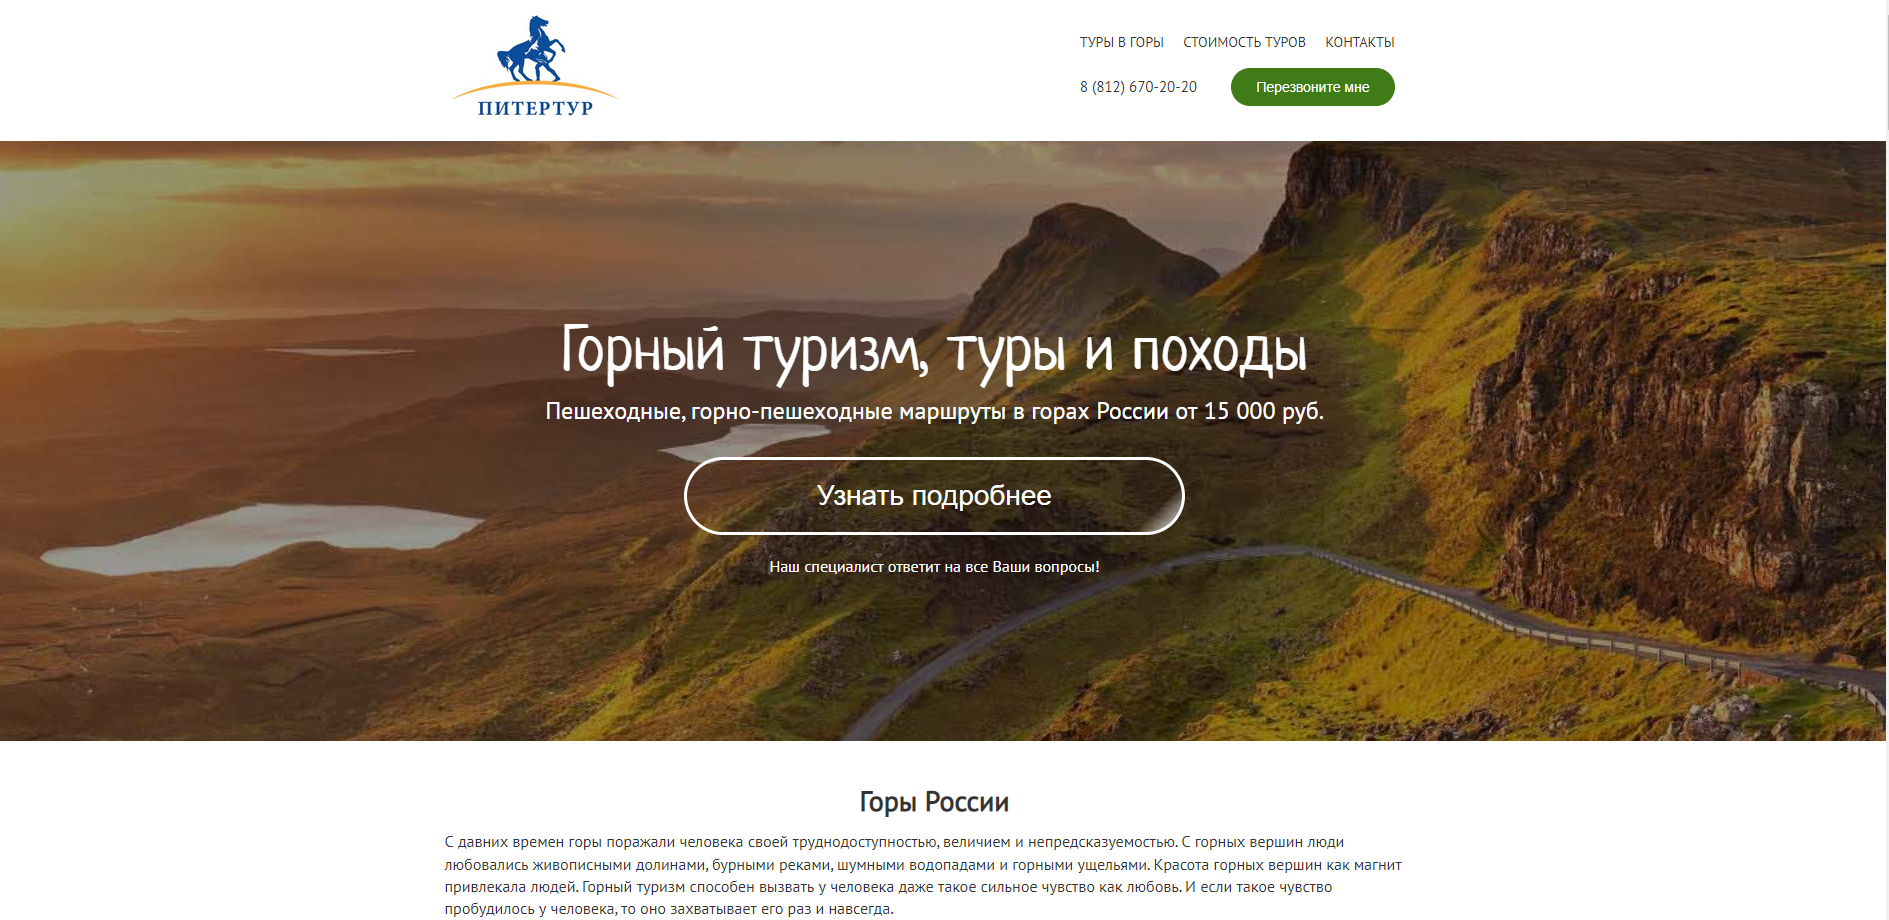 ПИТЕРТУР
ТУРЫ В ГОРЫ СТОИМОСТЬ ТУРОВ КОНТАКТЫ
8 (812) 670-20-20 Перезвоните мне
Горный туризм, туры и походы
Пешеходные, горно-пешеходные маршруты в горах России от 15 000 руб.
Узнать подробнее
Наш специалист ответит на все Ваши вопросы!
Горы России
С давних времен горы поражали человека своей труднодоступностью, величием и непредсказуемостью. С горных вершин люди
любовались живописными долинами, бурными реками, шумными водопадами и горными ущельями. Красота горных вершин как магнит
привлекала людей. Горный туризм способен вызвать у человека даже такое сильное чувство как любовь. И если такое чувство
пробудилось у человека, то оно захватывает его раз и навсегда.